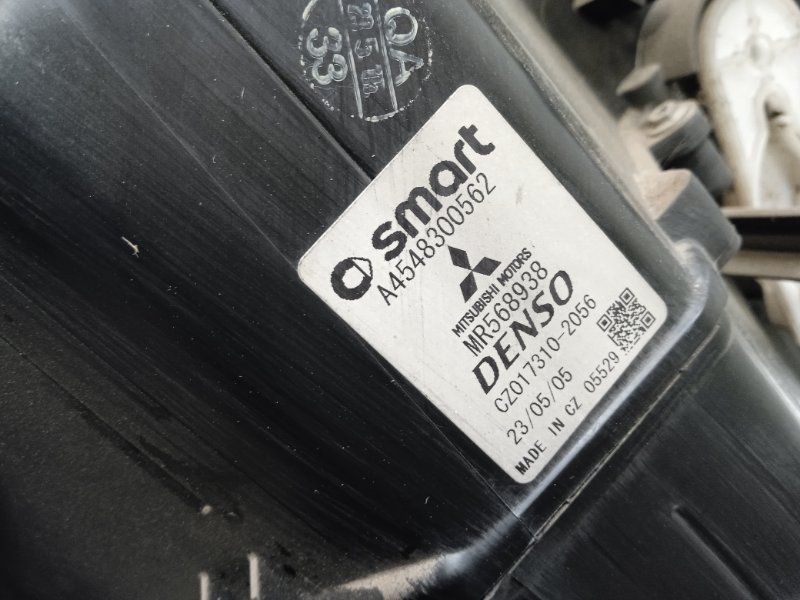 QA
33
smart
A4548300562
MITSUBISHI MOTORS
MR568938
DENSO
CZ017310-2056
23/05/05
MADE IN CZ 05529